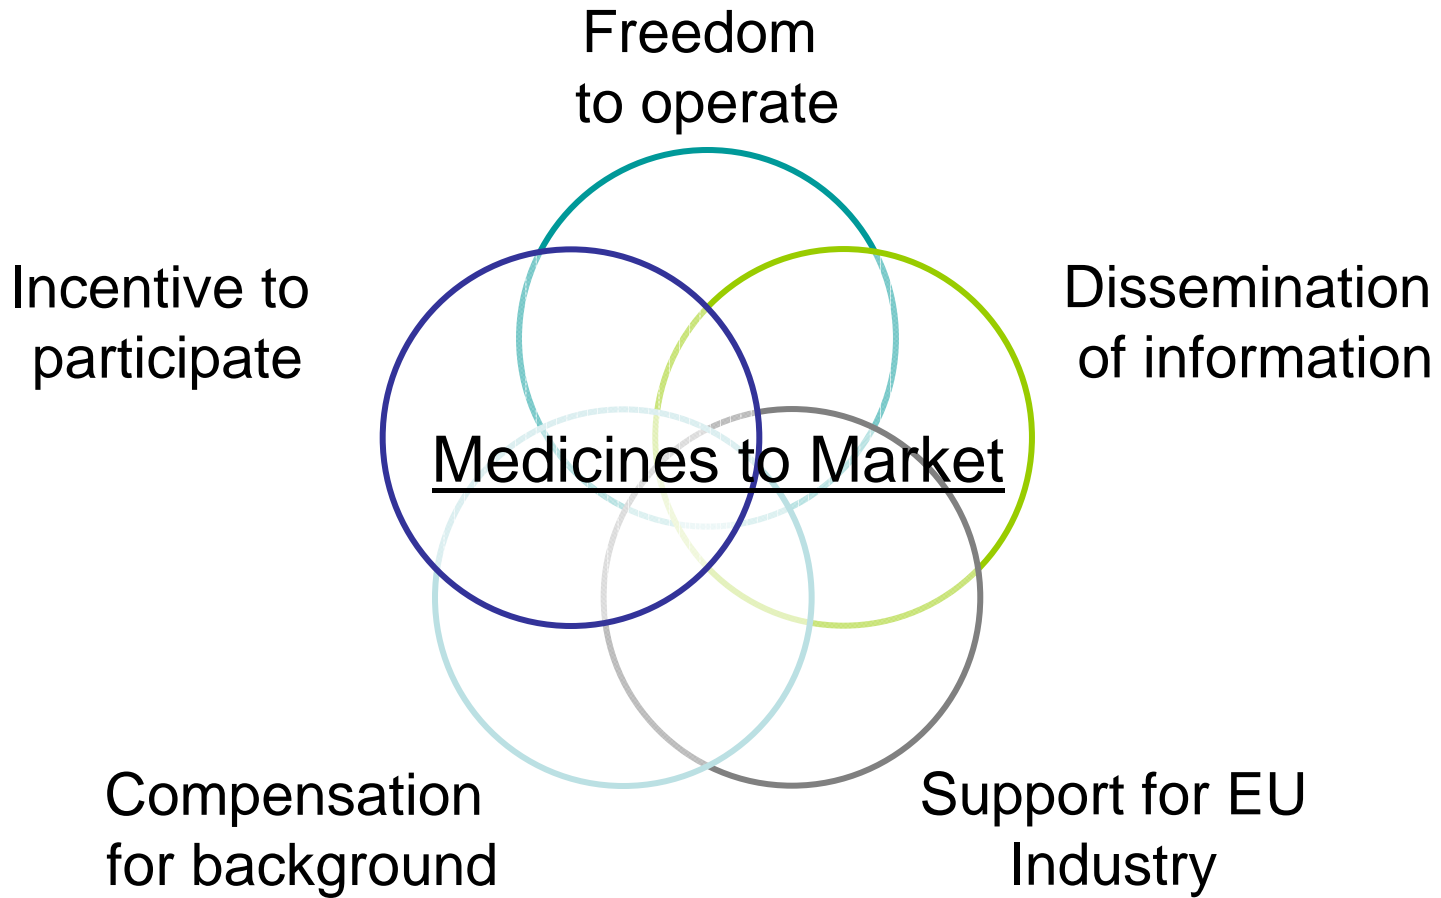 Freedom
to operate
Incentive to
participate
Dissemination
of information
Medicines to Market
Compensation
for background
Support for EU
Industry